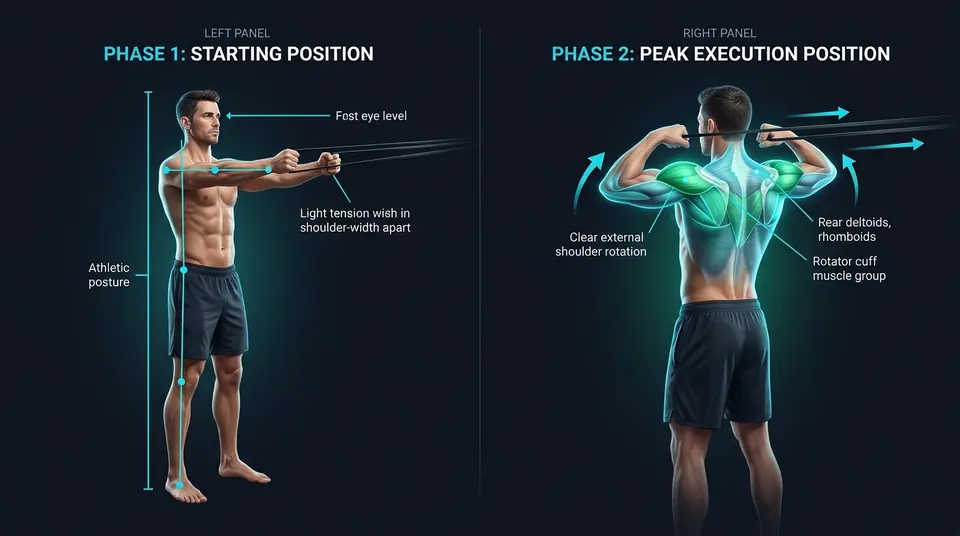 LEFT PANEL
PHASE 1: STARTING POSITION
Fost eye level
Light tension wish in
shoulder-width apart
Athletic
posture
RIGHT PANEL
PHASE 2: PEAK EXECUTION POSITION
Clear external
shoulder rotation
Rear deltoids,
rhomboids
Rotator cuff
muscle group